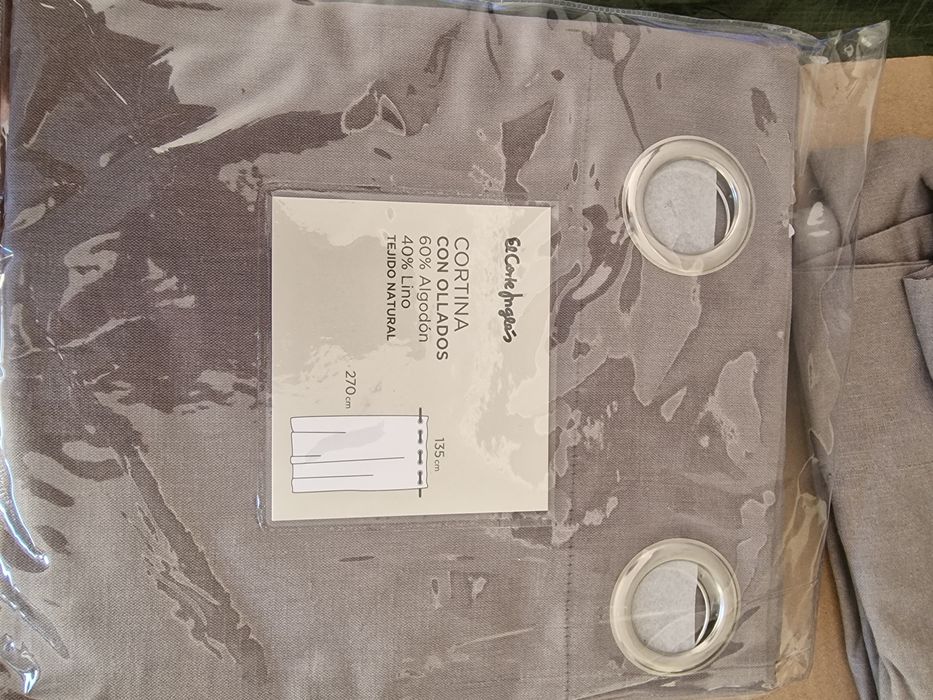 El Corte Inglés
CORTINA
CON OLLADOS
60% Algodón
40% Lino
TEJIDO NATURAL
135 cm
270 cm